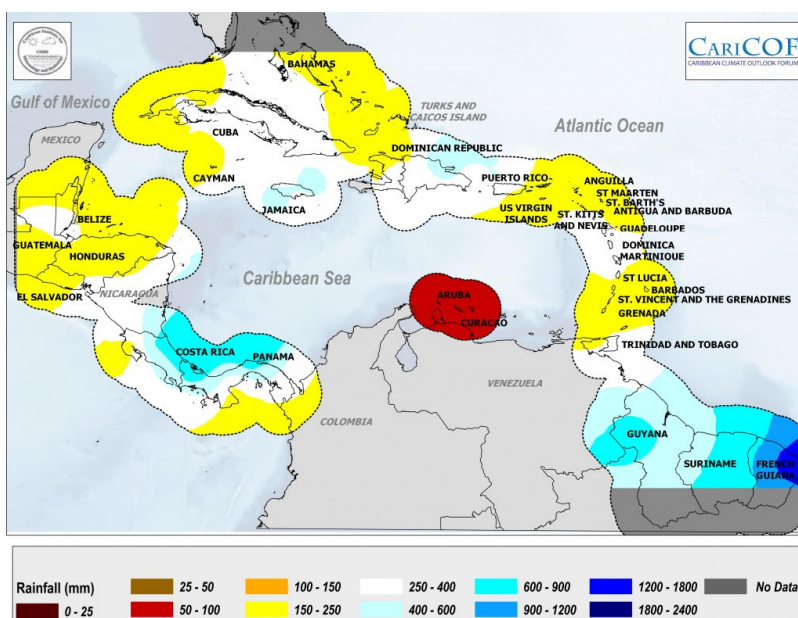 CariCOF
CARIBBEAN CLIMATE OUTLOOK FORUM
BAHAMAS
Gulf of Mexico
TURKS AND
CAICOS ISLAND
Atlantic Ocean
MEXICO
CUBA
DOMINICAN REPUBLIC
CAYMAN
PUERTO RICO
ANGUILLA
ST MAARTEN
ST. BARTH'S
JAMAICA
US VIRGIN
ISLANDS
ST. KITTS
AND NEVIS
ANTIGUA AND BARBUDA
BELIZE
GUADELOUPE
GUATEMALA
HONDURAS
DOMINICA
MARTINIQUE
Caribbean Sea
ST LUCIA
EL SALVADOR
NICARAGUA
ARUBA
BARBADOS
ST. VINCENT AND THE GRENADINES
CURACAO
GRENADA
COSTA RICA
PANAMA
TRINIDAD AND TOBAGO
VENEZUELA
COLOMBIA
GUYANA
SURINAME
FRENCH
GUIANA
Rainfall (mm)
25 - 50
100 - 150
250 - 400
600 - 900
1200 - 1800
No Data
0 - 25
50 - 100
150 - 250
400 - 600
900 - 1200
1800 - 2400